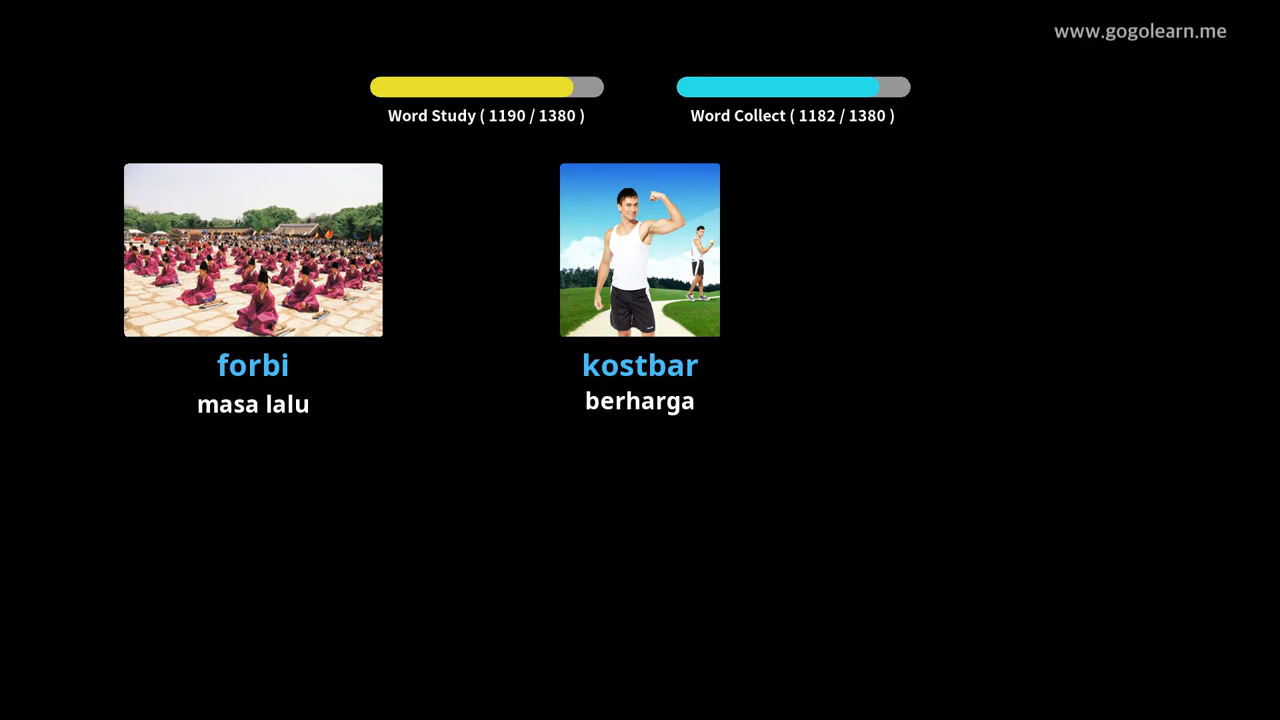 www.gogolearn.me
Word Study ( 1190 / 1380 )
Word Collect ( 1182 / 1380 )
forbi
masa lalu
kostbar
berharga